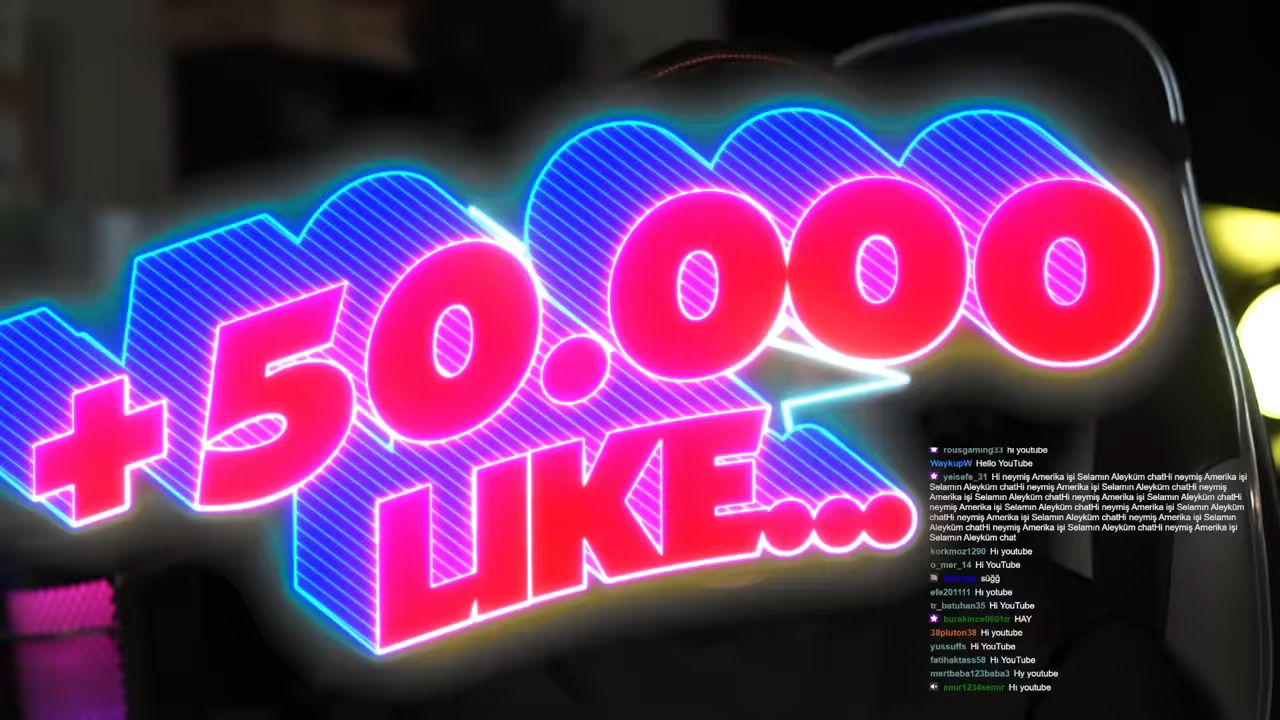 +50.000
LIKE...
rousgaming33 hi youtube
WaykupW Hello YouTube
yeisefe_31 Hi neymiş Amerika işi Selamın Aleyküm chatHi neymiş Amerika işi
Selamın Aleyküm chatHi neymiş Amerika işi Selamın Aleyküm chatHi neymiş
Amerika işi Selamın Aleyküm chatHi neymiş Amerika işi Selamın Aleyküm chatHi
neymiş Amerika işi Selamın Aleyküm chatHi neymiş Amerika işi Selamın Aleyküm
chatHi neymiş Amerika işi Selamın Aleyküm chatHi neymiş Amerika işi Selamın
Aleyküm chatHi neymiş Amerika işi Selamın Aleyküm chatHi neymiş Amerika işi
Selamın Aleyküm chat
korkmoz1290 Hı youtube
o_mer_14 Hi YouTube
süğğ
efe201111 Hı yotube
tr_batuhan35 Hi YouTube
burakince0601tr HAY
38pluton38 Hi youtube
yussuffs Hi YouTube
fatihaktass58 Hı YouTube
mertbaba123baba3 Hy youtube
amir1234semir Hı youtube